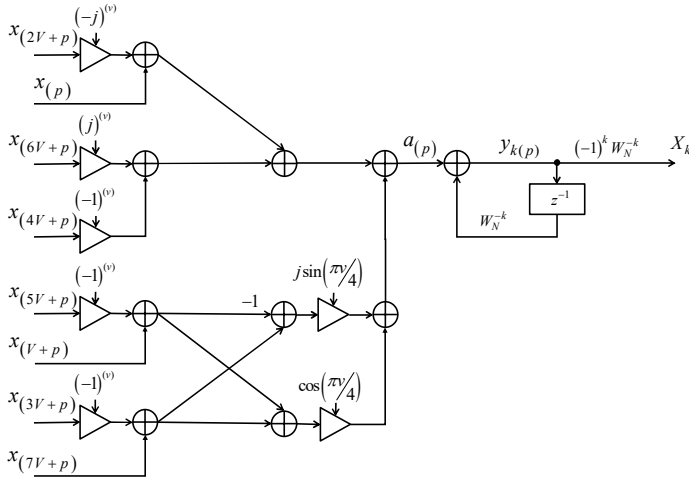 (-j)^(v)
x(2V+p)
x(p)
(j)^(v)
x(6V+p)
(-1)^(v)
x(4V+p)
a(p)
y_k(p)
(-1)^k W_N^-k
X_k
z^-1
W_N^-k
(-1)^(v)
x(5V+p)
x(V+p)
-1
j sin(πv/4)
(-1)^(v)
x(3V+p)
x(7V+p)
cos(πv/4)